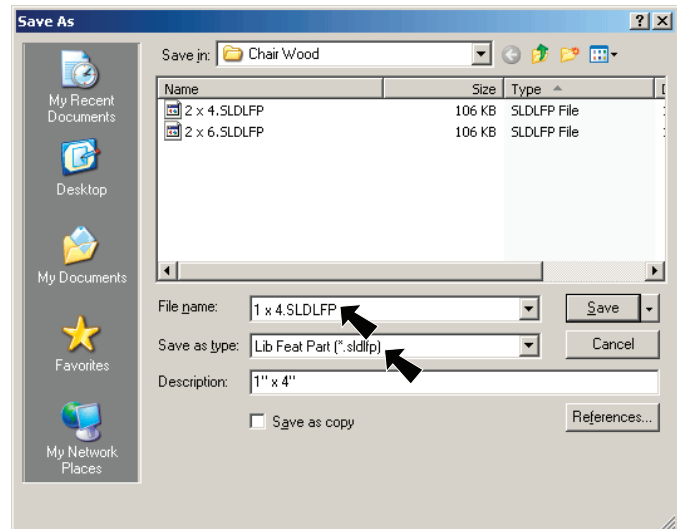 Save As
Save in: Chair Wood
Name Size Type
2 x 4.SLDLFP 106 KB SLDLFP File
2 x 6.SLDLFP 106 KB SLDLFP File
My Recent
Documents
Desktop
My Documents
Favorites
My Network
Places
File name: 1 x 4.SLDLFP Save
Save as type: Lib Feat Part (*.sldlfp) Cancel
Description: 1" x 4"
Save as copy References...